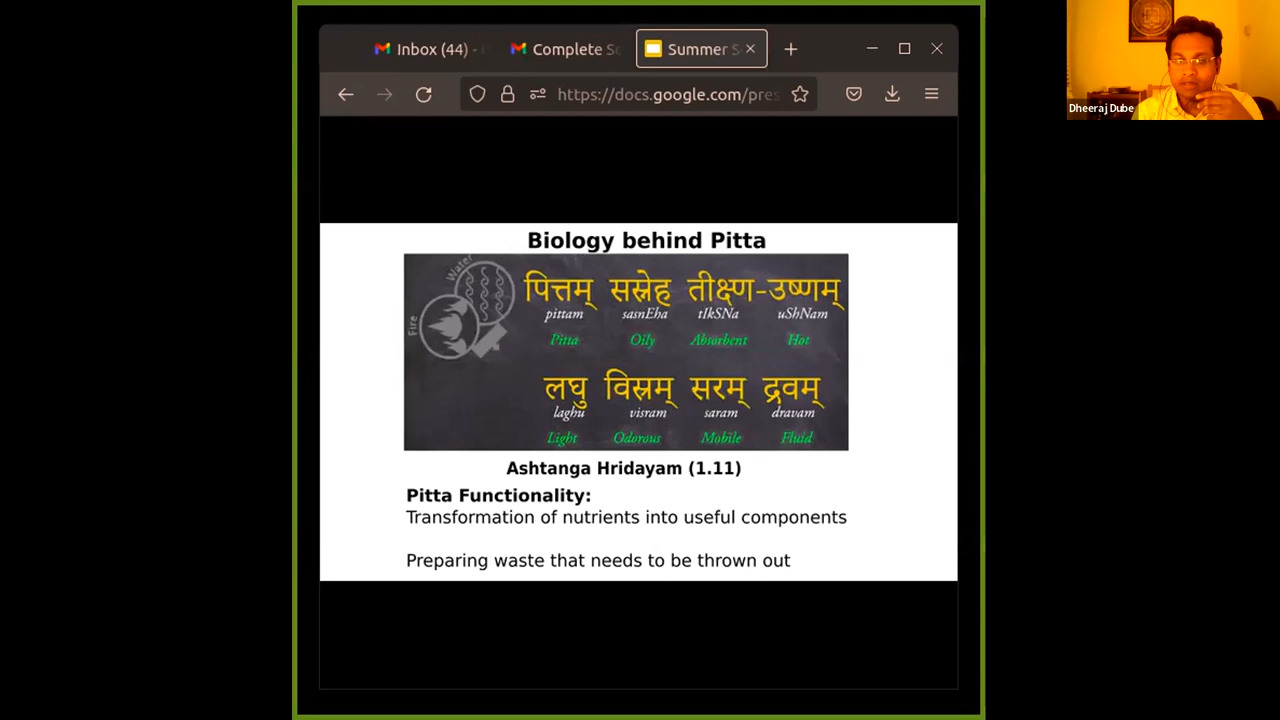 Inbox (44) -
Complete Sc
Summer S
https://docs.google.com/pres
Dheeraj Dube
Biology behind Pitta
Water
Fire
पित्तम् सस्नेह तीक्ष्ण-उष्णम्
pittam sasnEha tIkSNa uShNam
Pitta Oily Absorbent Hot
लघु विस्रम् सरम् द्रवम्
laghu visram saram dravam
Light Odorous Mobile Fluid
Ashtanga Hridayam (1.11)
Pitta Functionality:
Transformation of nutrients into useful components
Preparing waste that needs to be thrown out